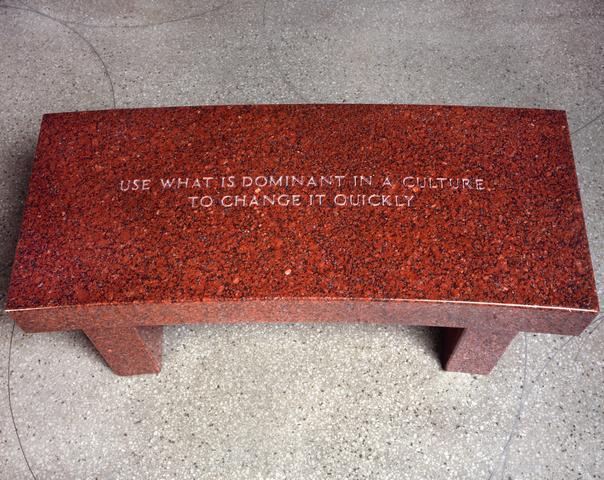 USE WHAT IS DOMINANT IN A CULTURE
TO CHANGE IT QUICKLY